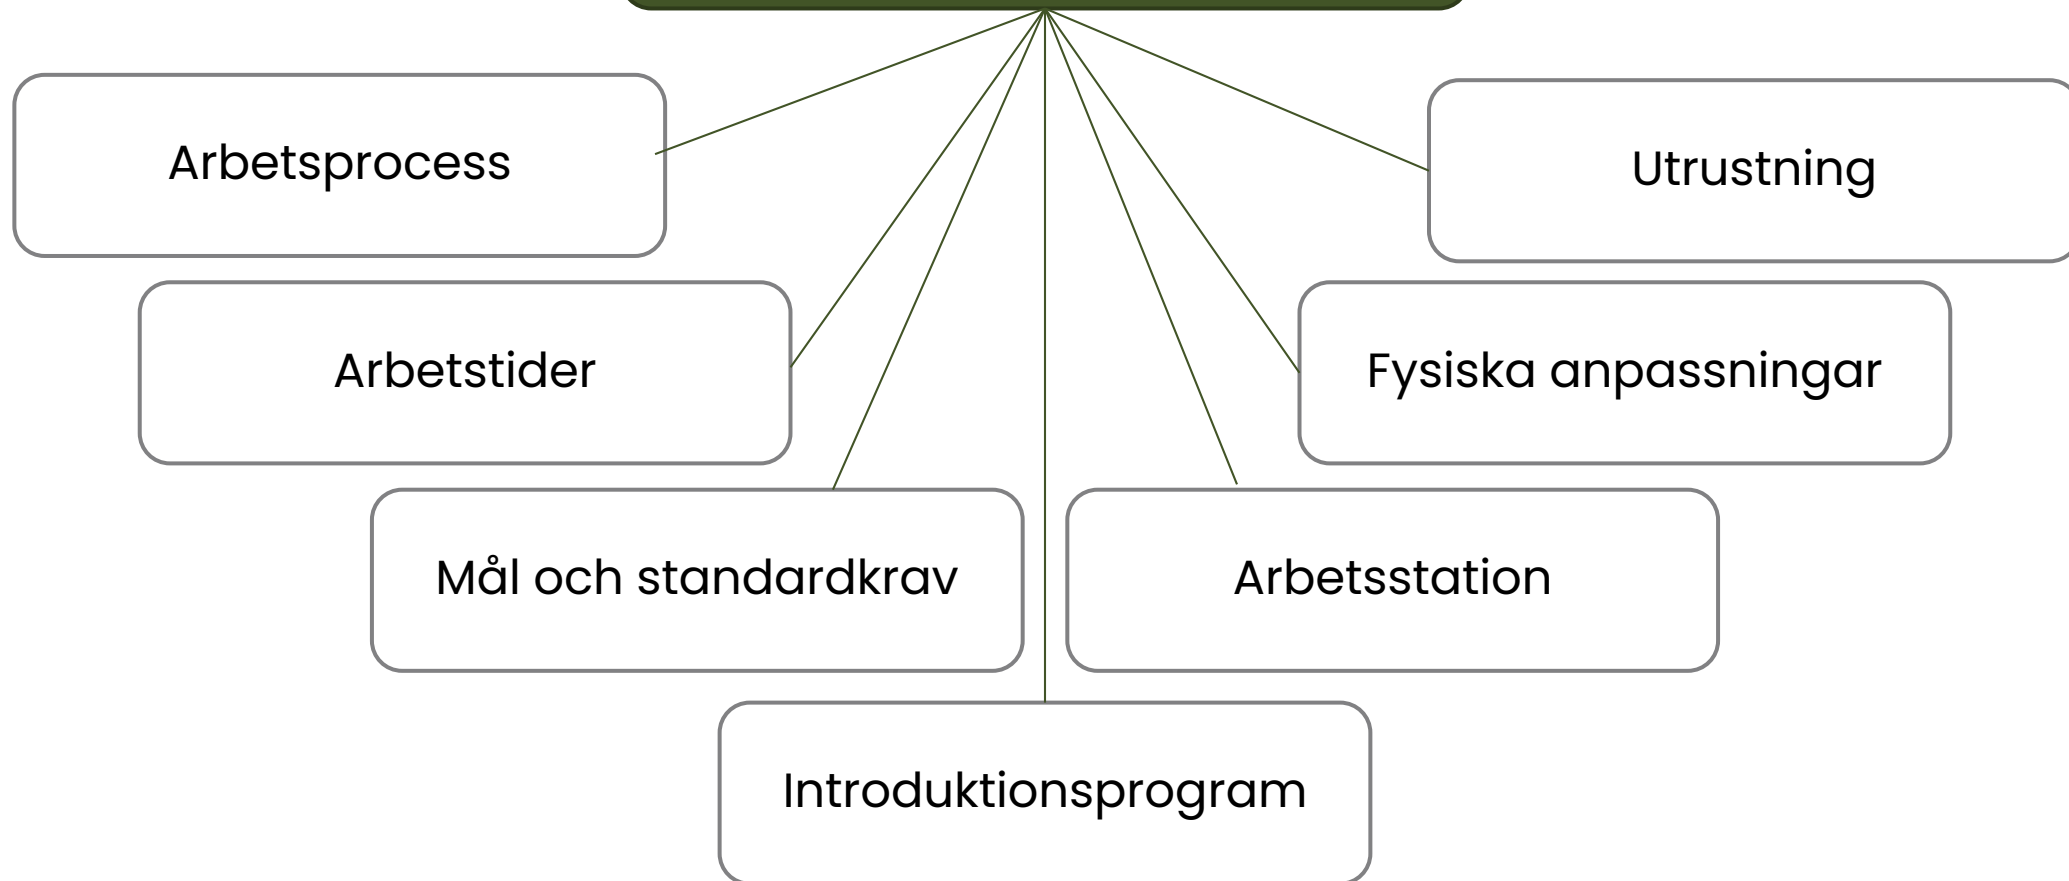 Arbetsprocess
Utrustning
Arbetstider
Fysiska anpassningar
Mål och standardkrav
Arbetsstation
Introduktionsprogram